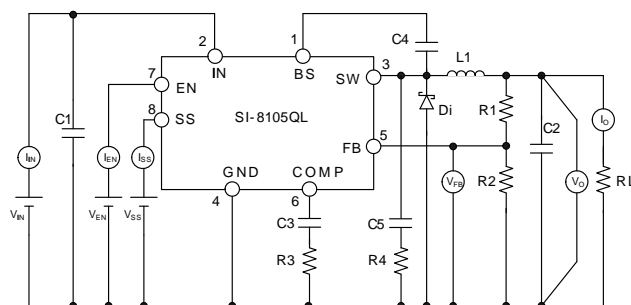 2
1
C4
3
L1
IN
BS
SW
7
EN
C1
8
SS
SI-8105QL
Di
R1
5
C2
IO
FB
IIN
IEN
ISS
GND
COMP
VFB
R2
VO
RL
4
6
VIN
VEN
VSS
C3
C5
R3
R4